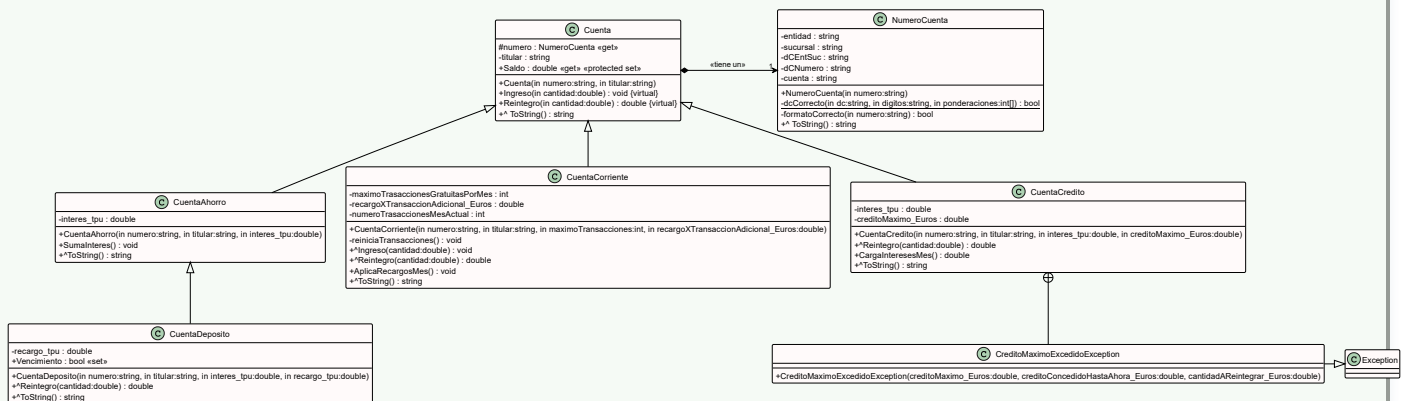 Cuenta
#numero : NumeroCuenta «get»
-titular : string
+Saldo : double «get» «protected set»
+Cuenta(in numero:string, in titular:string)
+Ingreso(in cantidad:double) : void {virtual}
+Reintegro(in cantidad:double) : double {virtual}
+^ ToString() : string
«tiene un»
NumeroCuenta
-entidad : string
-sucursal : string
-dCEntSuc : string
-dCNumero : string
-cuenta : string
+NumeroCuenta(in numero:string)
-dcCorrecto(in dc:string, in digitos:string, in ponderaciones:int[]) : bool
-formatoCorrecto(in numero:string) : bool
+^ ToString() : string
CuentaAhorro
-interes_tpu : double
+CuentaAhorro(in numero:string, in titular:string, in interes_tpu:double)
+SumaInteres() : void
+^ToString() : string
CuentaCorriente
-maximoTrasaccionesGratuitasPorMes : int
-recargoXTransaccionAdicional_Euros : double
-numeroTrasaccionesMesActual : int
+CuentaCorriente(in numero:string, in titular:string, in maximoTransacciones:int, in recargoXTransaccionAdicional_Euros:double)
-reiniciaTransacciones() : void
+^Ingreso(cantidad:double) : void
+^Reintegro(cantidad:double) : double
+AplicaRecargosMes() : void
+^ToString() : string
CuentaCredito
-interes_tpu : double
-creditoMaximo_Euros : double
+CuentaCredito(in numero:string, in titular:string, in interes_tpu:double, in creditoMaximo_Euros:double)
+^Reintegro(cantidad:double) : double
+CargaInteresesMes() : double
+^ToString() : string
CuentaDeposito
-recargo_tpu : double
+Vencimiento : bool «set»
+CuentaDeposito(in numero:string, in titular:string, in interes_tpu:double, in recargo_tpu:double)
+^Reintegro(cantidad:double) : double
+^ToString() : string
CreditoMaximoExcedidoException
+CreditoMaximoExcedidoException(creditoMaximo_Euros:double, creditoConcedidoHastaAhora_Euros:double, cantidadAReintegrar_Euros:double)
Exception